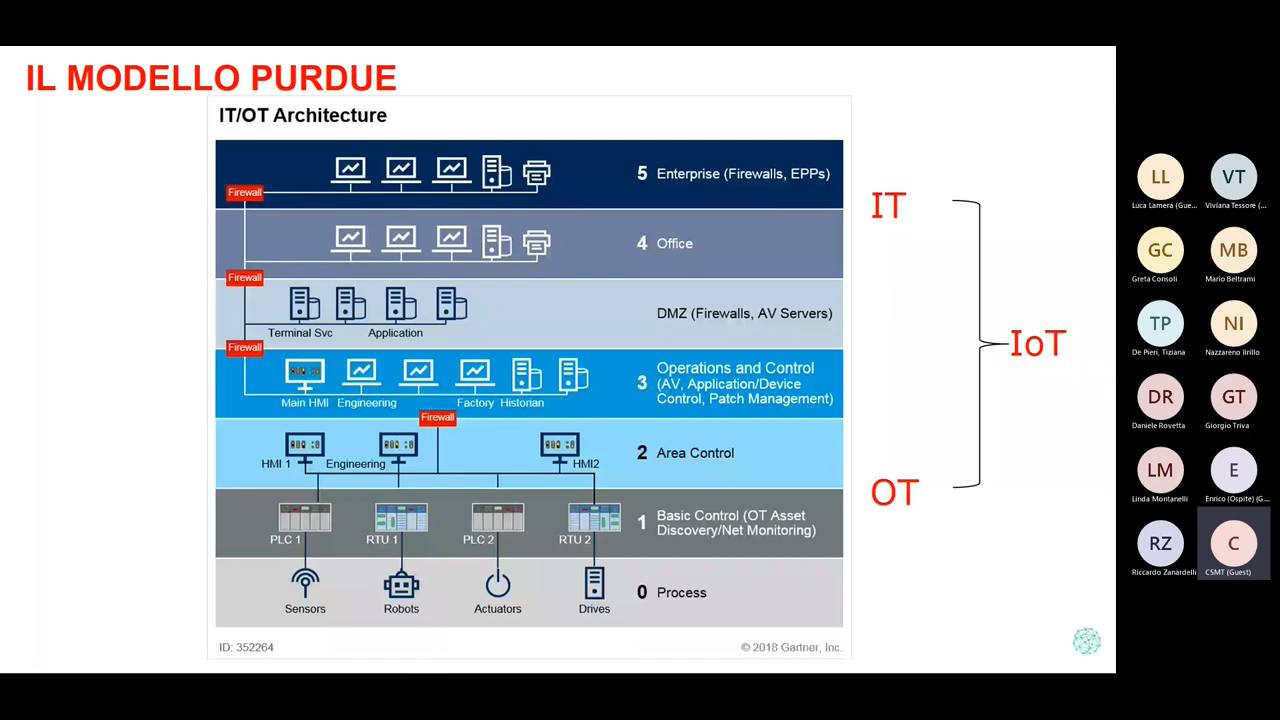 IL MODELLO PURDUE
IT/OT Architecture
Firewall
5 Enterprise (Firewalls, EPPs)
4 Office
Firewall
Terminal Svc
Application
DMZ (Firewalls, AV Servers)
Firewall
Main HMI
Engineering
Factory
Historian
3 Operations and Control
(AV, Application/Device
Control, Patch Management)
Firewall
HMI 1
Engineering
HMI2
2 Area Control
PLC 1
RTU 1
PLC 2
RTU 2
1 Basic Control (OT Asset
Discovery/Net Monitoring)
Sensors
Robots
Actuators
Drives
0 Process
ID: 352264
© 2018 Gartner, Inc.
IT
IoT
OT
LL
Luca Lamera (Gue...
VT
Viviana Tessore (...
GC
Greta Consoli
MB
Mario Beltrami
TP
De Pieri, Tiziana
NI
Nazzareno Iirillo
DR
Daniele Rovetta
GT
Giorgio Triva
LM
Linda Montanelli
E
Enrico (Ospite) (G...
RZ
Riccardo Zanardelli
C
CSMT (Guest)